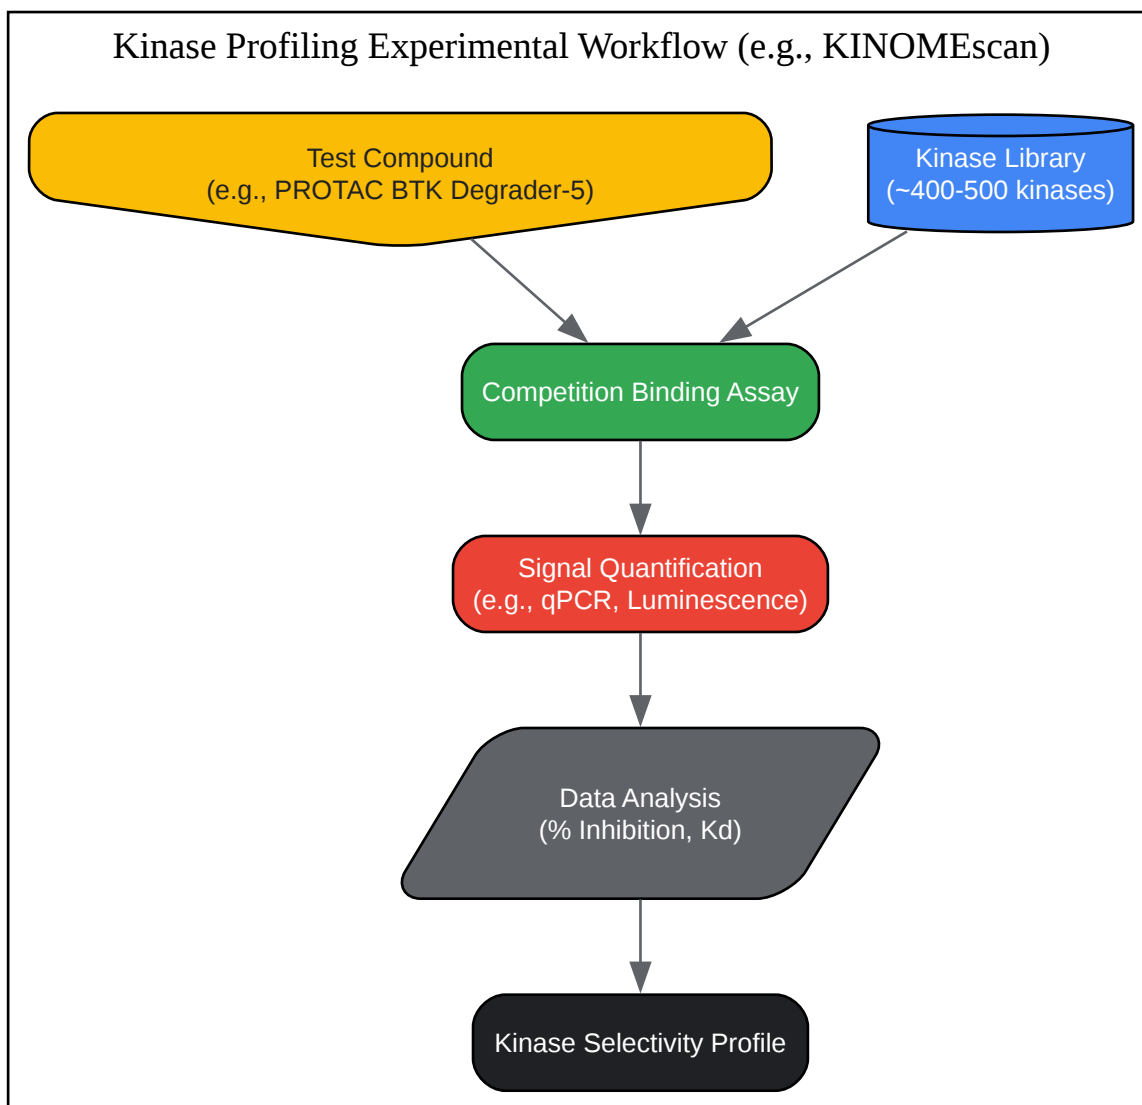 Kinase Profiling Experimental Workflow (e.g., KINOMEscan)
Test Compound
(e.g., PROTAC BTK Degrader-5)
Kinase Library
(~400-500 kinases)
Competition Binding Assay
Signal Quantification
(e.g., qPCR, Luminescence)
Data Analysis
(% Inhibition, Kd)
Kinase Selectivity Profile